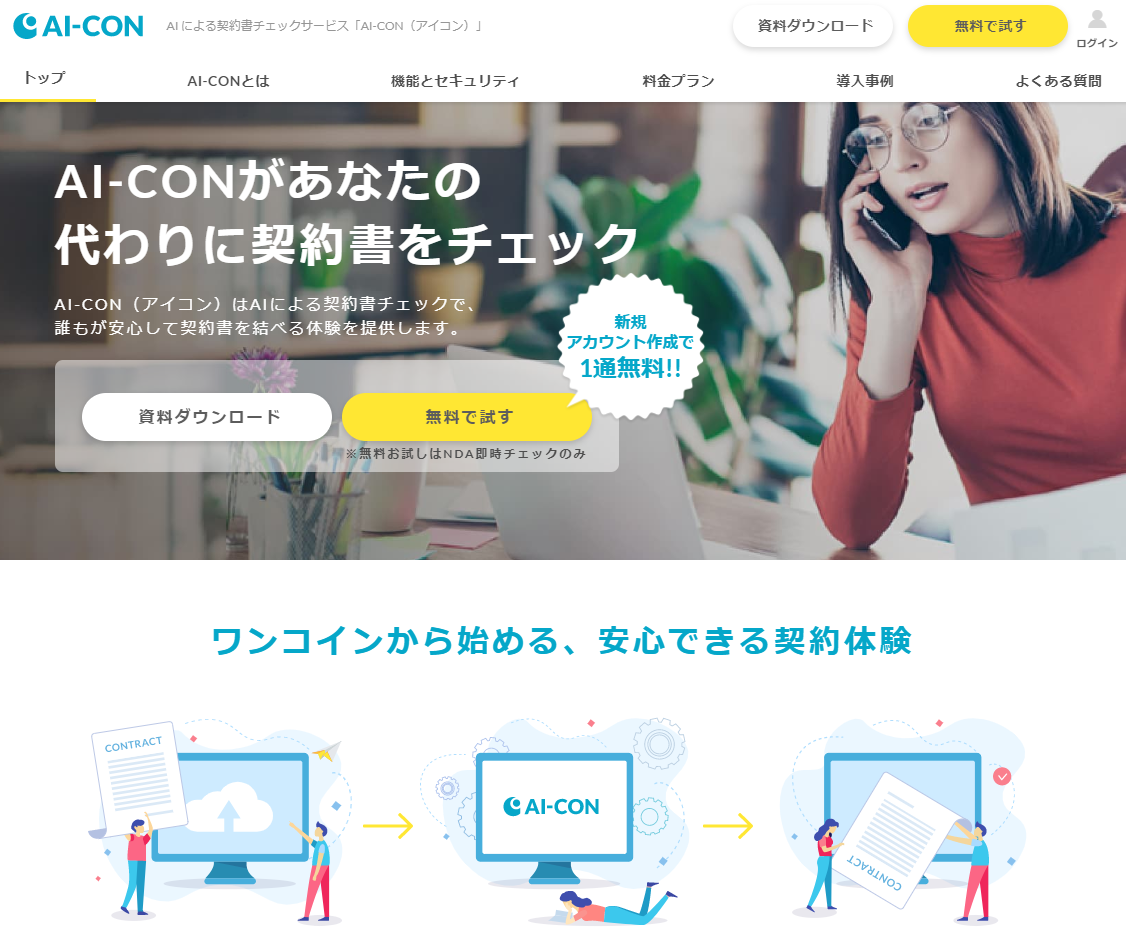 AI-CON
AI による契約書チェックサービス「AI-CON（アイコン）」
資料ダウンロード
無料で試す
ログイン
トップ
AI-CONとは
機能とセキュリティ
料金プラン
導入事例
よくある質問
AI-CONがあなたの
代わりに契約書をチェック
AI-CON（アイコン）はAIによる契約書チェックで、
誰もが安心して契約書を結べる体験を提供します。
新規
アカウント作成で
1通無料!!
資料ダウンロード
無料で試す
※無料お試しはNDA即時チェックのみ
ワンコインから始める、安心できる契約体験
CONTRACT
AI-CON
CONTRACT